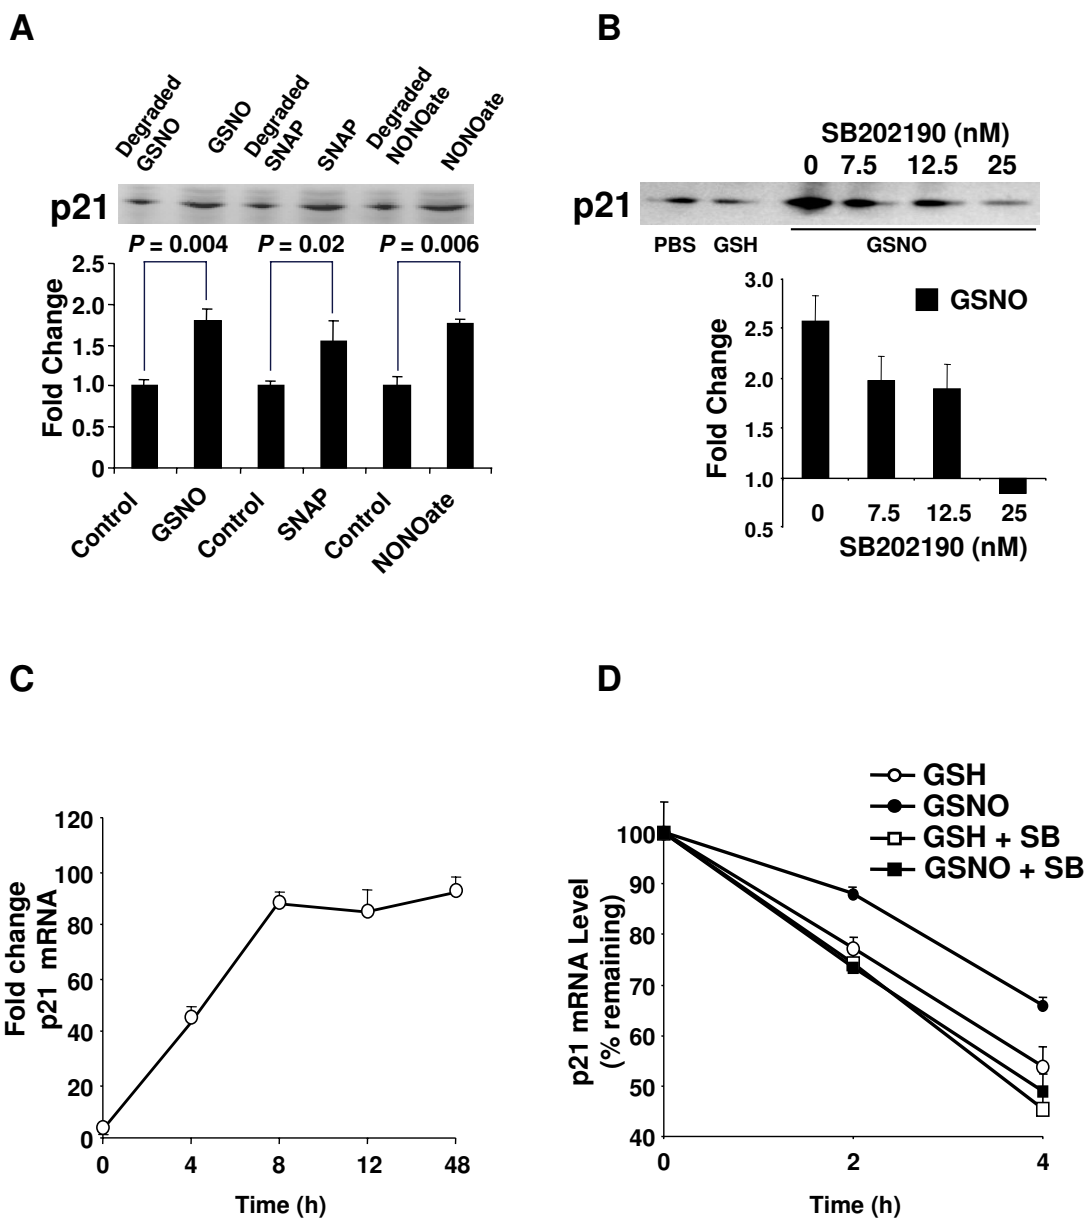 A
Degraded
GSNO
GSNO
Degraded
SNAP
SNAP
Degraded
NONOate
NONOate
p21
P = 0.004
P = 0.02
P = 0.006
Fold Change
2.5
2.0
1.5
1.0
0.5
0
Control
GSNO
Control
SNAP
Control
NONOate
B
SB202190 (nM)
0 7.5 12.5 25
p21
PBS GSH GSNO
Fold Change
3.0
2.5
2.0
1.5
1.0
0.5
GSNO
0 7.5 12.5 25
SB202190 (nM)
C
Fold change
p21 mRNA
120
100
80
60
40
20
0
0 4 8 12 48
Time (h)
D
GSH
GSNO
GSH + SB
GSNO + SB
p21 mRNA Level
(% remaining)
100
90
80
70
60
50
40
0 2 4
Time (h)